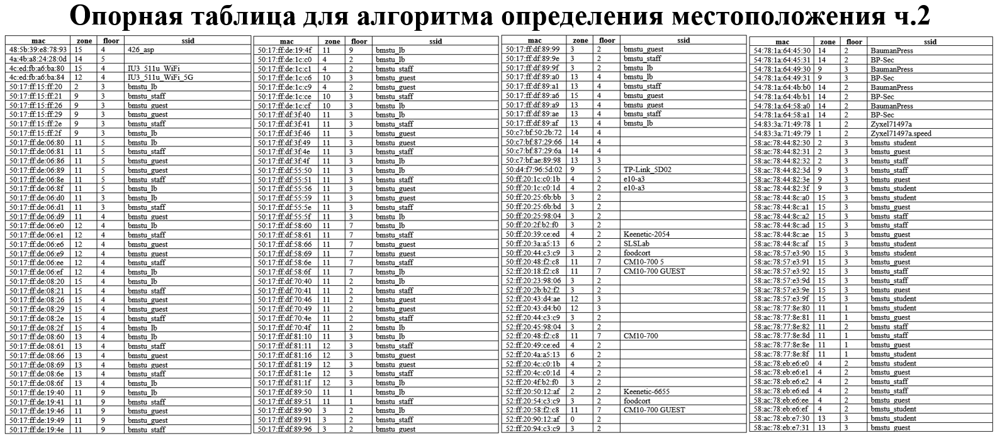 Опорная таблица для алгоритма определения местоположения ч.2
mac zone floor ssid
48:5b:39:e8:78:93 15 4 426_asp
4a:4b:a8:24:28:0d 14 5
4c:ed:fb:a6:ba:80 15 4 IU3_511u_WiFi
4c:ed:fb:a6:ba:84 12 4 IU3_511u_WiFi_5G
50:17:ff:15:ff:20 2 3 bmstu_lb
50:17:ff:15:ff:21 9 3 bmstu_staff
50:17:ff:15:ff:26 9 3 bmstu_guest
50:17:ff:15:ff:29 9 3 bmstu_guest
50:17:ff:15:ff:2e 9 3 bmstu_staff
50:17:ff:15:ff:2f 9 3 bmstu_lb
50:17:ff:de:06:80 11 5 bmstu_lb
50:17:ff:de:06:81 11 5 bmstu_staff
50:17:ff:de:06:86 11 5 bmstu_guest
50:17:ff:de:06:89 11 5 bmstu_guest
50:17:ff:de:06:8e 11 5 bmstu_staff
50:17:ff:de:06:8f 11 5 bmstu_lb
50:17:ff:de:06:d0 11 3 bmstu_lb
50:17:ff:de:06:d1 11 3 bmstu_staff
50:17:ff:de:06:d9 11 4 bmstu_guest
50:17:ff:de:06:e0 12 4 bmstu_lb
50:17:ff:de:06:e1 12 4 bmstu_staff
50:17:ff:de:06:e6 12 4 bmstu_guest
50:17:ff:de:06:e9 12 4 bmstu_guest
50:17:ff:de:06:ee 12 4 bmstu_staff
50:17:ff:de:06:ef 12 4 bmstu_lb
50:17:ff:de:08:20 15 4 bmstu_lb
50:17:ff:de:08:21 15 4 bmstu_staff
50:17:ff:de:08:26 15 4 bmstu_guest
50:17:ff:de:08:29 15 4 bmstu_guest
50:17:ff:de:08:2e 15 4 bmstu_staff
50:17:ff:de:08:2f 15 4 bmstu_lb
50:17:ff:de:08:60 13 4 bmstu_lb
50:17:ff:de:08:61 13 4 bmstu_staff
50:17:ff:de:08:66 13 4 bmstu_guest
50:17:ff:de:08:69 13 4 bmstu_guest
50:17:ff:de:08:6e 13 4 bmstu_staff
50:17:ff:de:08:6f 13 4 bmstu_lb
50:17:ff:de:19:40 11 9 bmstu_lb
50:17:ff:de:19:41 11 9 bmstu_staff
50:17:ff:de:19:46 11 9 bmstu_guest
50:17:ff:de:19:49 11 9 bmstu_guest
50:17:ff:de:19:4e 11 9 bmstu_staff
mac zone floor ssid
50:17:ff:de:19:4f 11 9 bmstu_lb
50:17:ff:de:1c:c0 4 2 bmstu_lb
50:17:ff:de:1c:c1 4 2 bmstu_staff
50:17:ff:de:1c:c6 10 3 bmstu_guest
50:17:ff:de:1c:c9 4 2 bmstu_guest
50:17:ff:de:1c:ce 10 3 bmstu_staff
50:17:ff:de:1c:cf 10 3 bmstu_lb
50:17:ff:df:3f:40 11 3 bmstu_lb
50:17:ff:df:3f:41 11 3 bmstu_staff
50:17:ff:df:3f:46 11 3 bmstu_guest
50:17:ff:df:3f:49 11 3 bmstu_guest
50:17:ff:df:3f:4e 11 3 bmstu_staff
50:17:ff:df:3f:4f 11 3 bmstu_lb
50:17:ff:df:55:50 11 3 bmstu_lb
50:17:ff:df:55:51 11 3 bmstu_staff
50:17:ff:df:55:56 11 3 bmstu_guest
50:17:ff:df:55:59 11 3 bmstu_guest
50:17:ff:df:55:5e 11 3 bmstu_staff
50:17:ff:df:55:5f 11 3 bmstu_lb
50:17:ff:df:58:60 11 7 bmstu_lb
50:17:ff:df:58:61 11 7 bmstu_staff
50:17:ff:df:58:66 11 7 bmstu_guest
50:17:ff:df:58:69 11 7 bmstu_guest
50:17:ff:df:58:6e 11 7 bmstu_staff
50:17:ff:df:58:6f 11 7 bmstu_lb
50:17:ff:df:70:40 11 2 bmstu_lb
50:17:ff:df:70:41 11 2 bmstu_staff
50:17:ff:df:70:46 11 2 bmstu_guest
50:17:ff:df:70:49 11 2 bmstu_guest
50:17:ff:df:70:4e 11 2 bmstu_staff
50:17:ff:df:70:4f 11 2 bmstu_lb
50:17:ff:df:81:10 11 3 bmstu_lb
50:17:ff:df:81:11 12 3 bmstu_staff
50:17:ff:df:81:16 12 3 bmstu_guest
50:17:ff:df:81:19 12 3 bmstu_guest
50:17:ff:df:81:1e 12 3 bmstu_staff
50:17:ff:df:81:1f 12 3 bmstu_lb
50:17:ff:df:89:50 11 1 bmstu_lb
50:17:ff:df:89:51 11 1 bmstu_staff
50:17:ff:df:89:90 3 2 bmstu_lb
50:17:ff:df:89:91 3 2 bmstu_staff
50:17:ff:df:89:96 3 2 bmstu_guest
mac zone floor ssid
50:17:ff:df:89:99 3 2 bmstu_guest
50:17:ff:df:89:9e 3 2 bmstu_staff
50:17:ff:df:89:9f 3 2 bmstu_lb
50:17:ff:df:89:a0 13 4 bmstu_lb
50:17:ff:df:89:a1 13 4 bmstu_staff
50:17:ff:df:89:a6 15 4 bmstu_guest
50:17:ff:df:89:a9 13 4 bmstu_guest
50:17:ff:df:89:ae 13 4 bmstu_staff
50:17:ff:df:89:af 13 4 bmstu_lb
50:c7:bf:50:2b:72 14 4
50:c7:bf:87:29:66 14 4
50:c7:bf:87:29:6a 14 4
50:c7:bf:ae:89:98 13 3
50:d4:f7:96:5d:02 9 5 TP-Link_5D02
50:ff:20:1c:c0:1b 4 2 e10-a3
50:ff:20:1c:c0:1d 4 2 e10-a3
50:ff:20:25:6b:bb 3 2
50:ff:20:25:6b:bd 3 2
50:ff:20:25:98:04 3 2
50:ff:20:2f:b2:f0 3 2
50:ff:20:39:ce:ed 4 2 Keenetic-2054
50:ff:20:3a:a5:13 6 2 SLSLab
50:ff:20:44:c3:c9 3 2 foodcort
50:ff:20:48:f2:c8 11 7 CM10-700 5
52:ff:20:18:f2:c8 11 7 CM10-700 GUEST
52:ff:20:23:98:06 3 2
52:ff:20:2b:b2:f2 3 2
52:ff:20:43:d4:ae 12 3
52:ff:20:43:d4:b0 12 3
52:ff:20:44:c3:c9 3 2
52:ff:20:45:98:04 3 2
52:ff:20:48:f2:c8 11 7 CM10-700
52:ff:20:49:ce:ed 4 2
52:ff:20:4a:a5:13 6 2
52:ff:20:4c:c0:1b 4 2
52:ff:20:4c:c0:1d 4 2
52:ff:20:4f:b2:f0 3 2
52:ff:20:50:12:af 2 2 Keenetic-6655
52:ff:20:54:c3:c9 3 2 foodcort
52:ff:20:58:f2:c8 11 7 CM10-700 GUEST
52:ff:20:90:12:af 0 2
52:ff:20:94:c3:c9 3 2
mac zone floor ssid
54:78:1a:64:45:30 14 2 BaumanPress
54:78:1a:64:45:31 14 2 BP-Sec
54:78:1a:64:49:30 9 3 BaumanPress
54:78:1a:64:49:31 9 3 BP-Sec
54:78:1a:64:4b:b0 14 2 BaumanPress
54:78:1a:64:4b:b1 14 2 BP-Sec
54:78:1a:64:58:a0 14 2 BaumanPress
54:78:1a:64:58:a1 14 2 BP-Sec
54:83:3a:71:49:78 1 2 Zyxel71497a
54:83:3a:71:49:79 1 2 Zyxel71497a.speed
58:ac:78:44:82:30 2 3 bmstu_student
58:ac:78:44:82:31 2 3 bmstu_guest
58:ac:78:44:82:32 2 3 bmstu_staff
58:ac:78:44:82:3d 9 3 bmstu_staff
58:ac:78:44:82:3e 9 3 bmstu_guest
58:ac:78:44:82:3f 9 3 bmstu_student
58:ac:78:44:8c:a0 15 3 bmstu_student
58:ac:78:44:8c:a1 15 3 bmstu_guest
58:ac:78:44:8c:a2 15 3 bmstu_staff
58:ac:78:44:8c:ad 15 3 bmstu_staff
58:ac:78:44:8c:ae 15 3 bmstu_guest
58:ac:78:44:8c:af 15 3 bmstu_student
58:ac:78:57:e3:90 15 3 bmstu_student
58:ac:78:57:e3:91 15 3 bmstu_guest
58:ac:78:57:e3:92 15 3 bmstu_staff
58:ac:78:57:e3:9d 15 3 bmstu_staff
58:ac:78:57:e3:9e 15 3 bmstu_guest
58:ac:78:57:e3:9f 15 3 bmstu_student
58:ac:78:77:8e:80 11 1 bmstu_student
58:ac:78:77:8e:81 11 1 bmstu_guest
58:ac:78:77:8e:82 11 2 bmstu_staff
58:ac:78:77:8e:8d 11 1 bmstu_staff
58:ac:78:77:8e:8e 11 1 bmstu_guest
58:ac:78:77:8e:8f 11 1 bmstu_student
58:ac:78:eb:e6:e0 4 2 bmstu_student
58:ac:78:eb:e6:e1 4 2 bmstu_guest
58:ac:78:eb:e6:e2 4 2 bmstu_staff
58:ac:78:eb:e6:ed 4 2 bmstu_staff
58:ac:78:eb:e6:ee 4 2 bmstu_guest
58:ac:78:eb:e6:ef 4 2 bmstu_student
58:ac:78:eb:e7:30 13 3 bmstu_student
58:ac:78:eb:e7:31 13 3 bmstu_guest